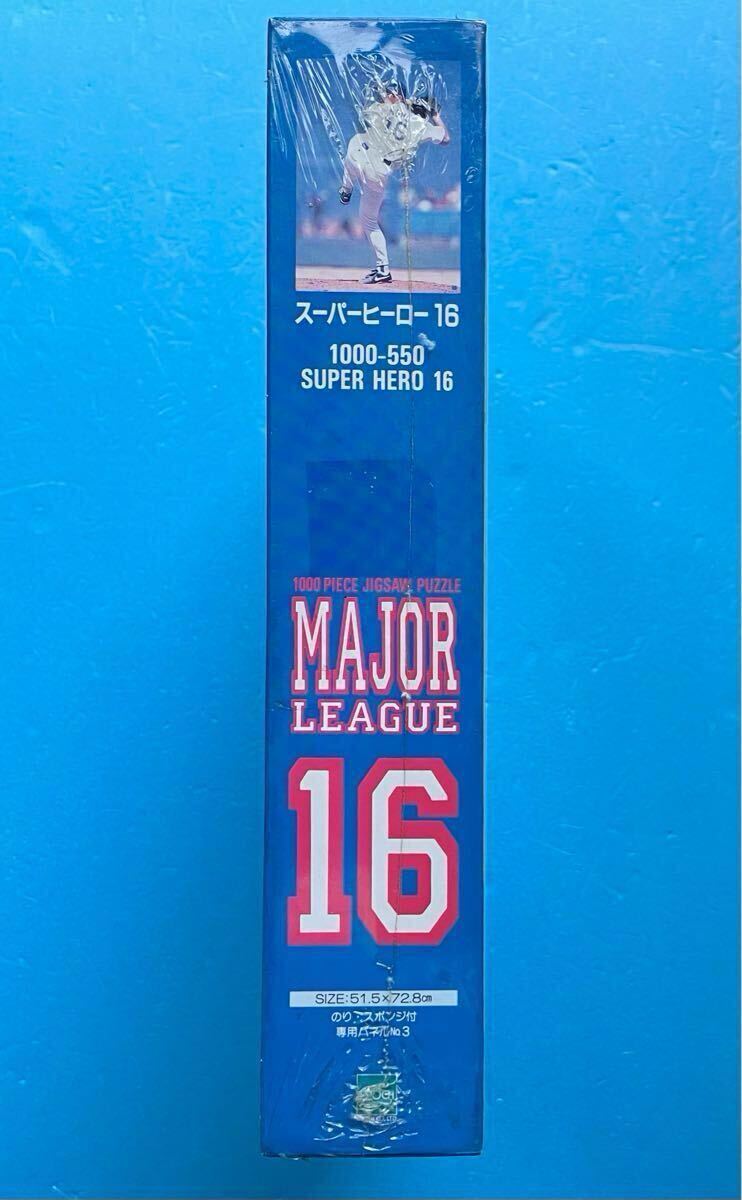 16
スーパーヒーロー16
1000-550
SUPER HERO 16
1000 PIECE JIGSAW PUZZLE
MAJOR
LEAGUE
16
SIZE:51.5×72.8cm
のり・スポンジ付
専用パネルNo.3